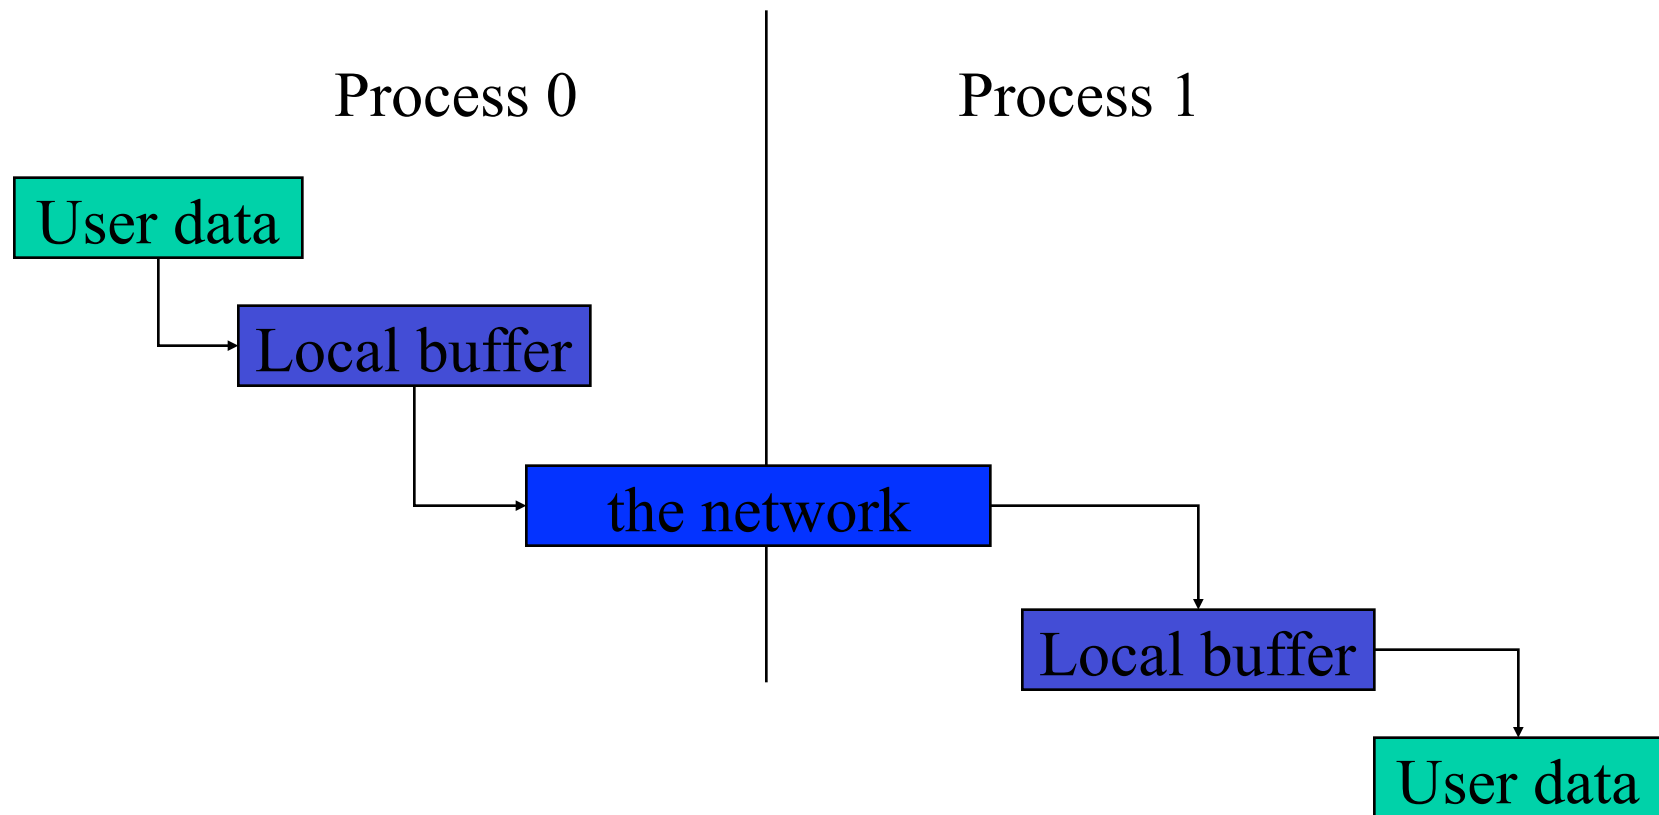 Process 0
Process 1
User data
Local buffer
the network
Local buffer
User data